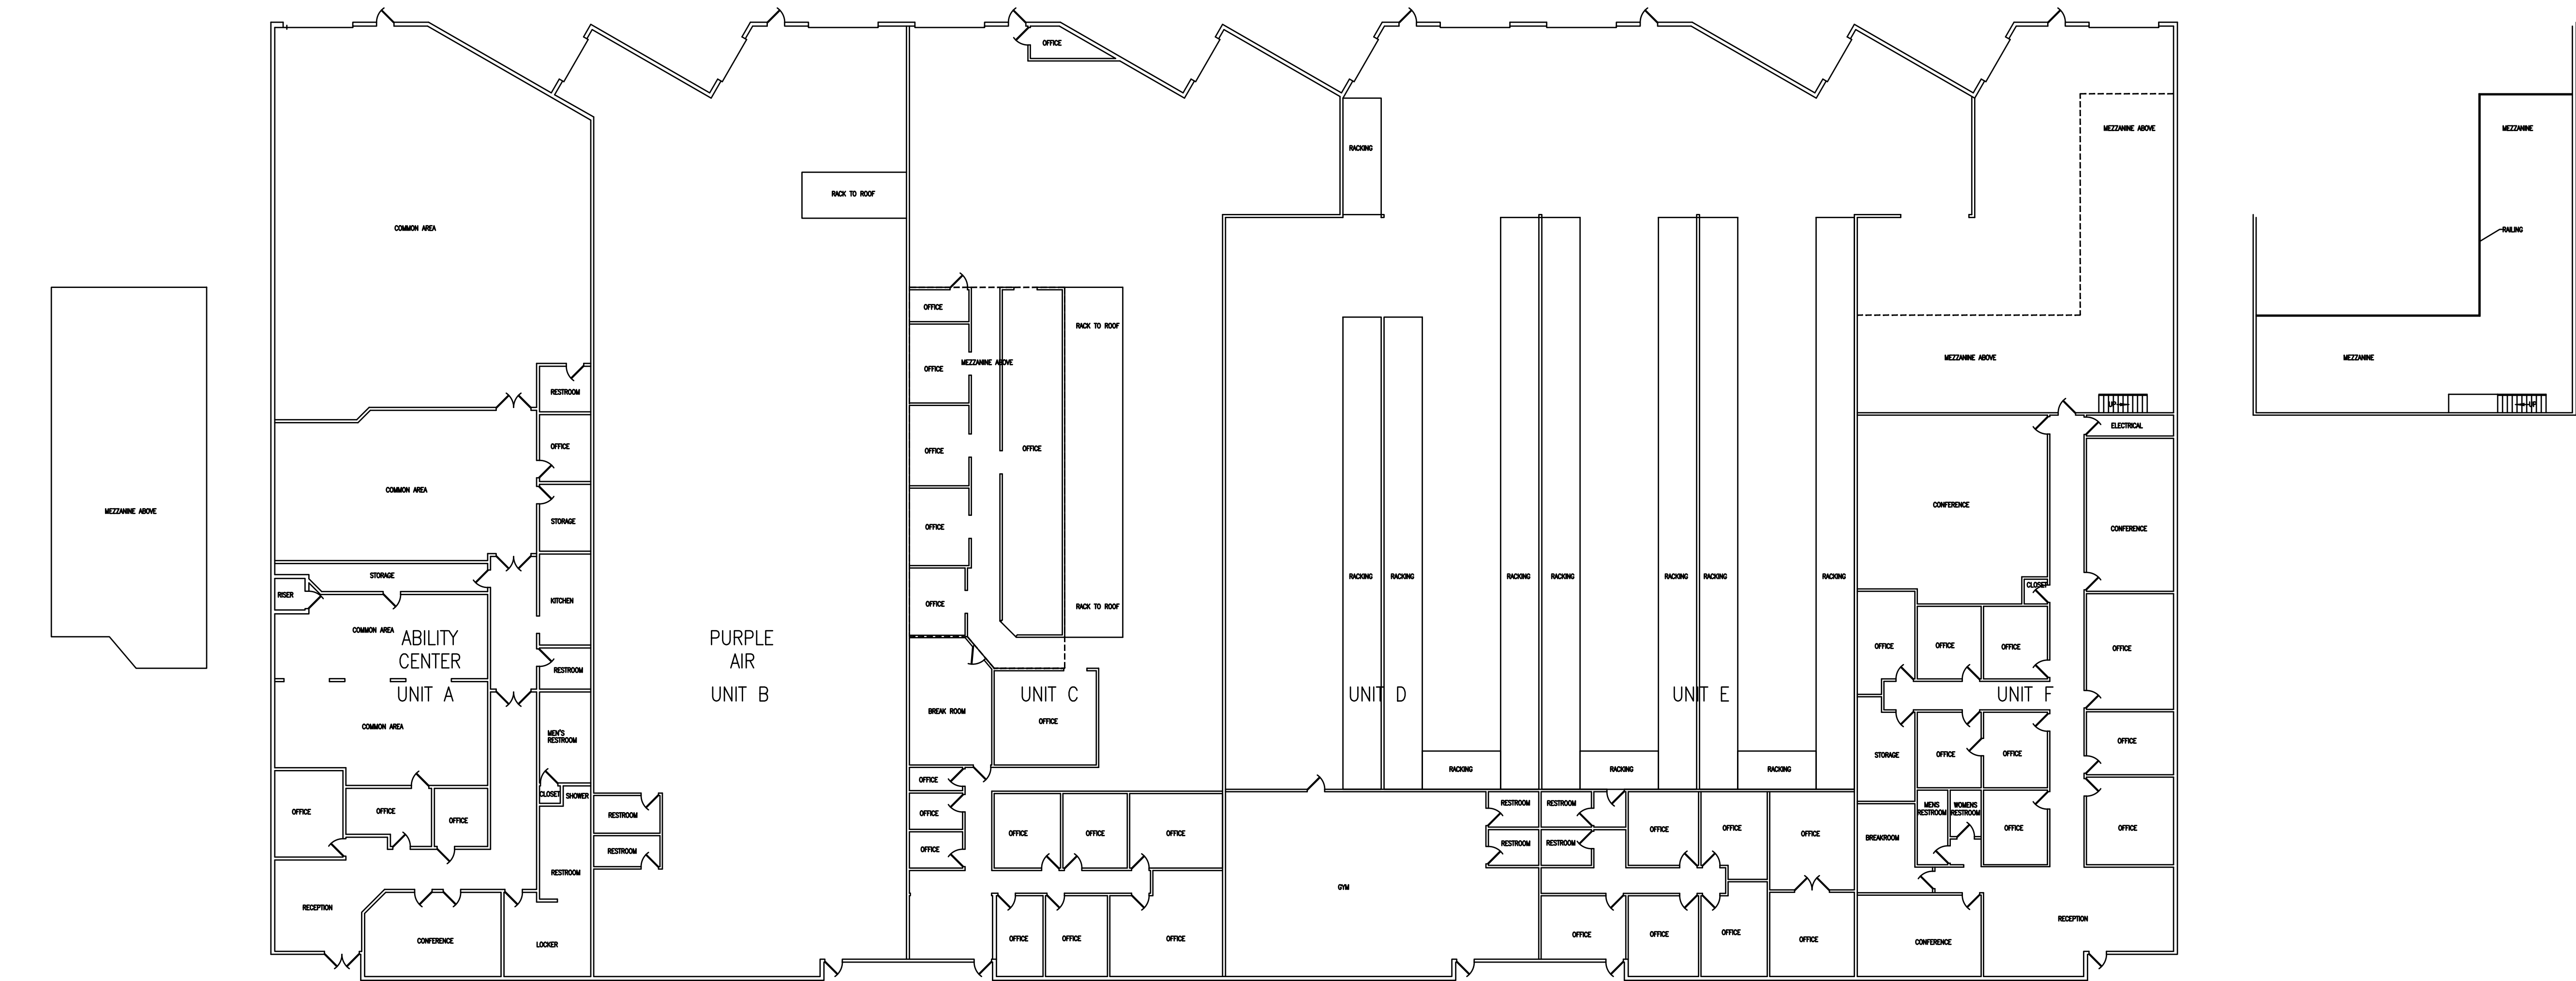 OFFICE
MEZZANINE ABOVE
MEZZANINE
RACKING
RACK TO ROOF
COMMON AREA
RAILING
OFFICE
RACK TO ROOF
MEZZANINE ABOVE
MEZZANINE ABOVE
MEZZANINE
OFFICE
RESTROOM
UP
UP
ELECTRICAL
OFFICE
OFFICE
OFFICE
COMMON AREA
CONFERENCE
MEZZANINE ABOVE
STORAGE
OFFICE
CONFERENCE
STORAGE
RACKING
RACKING
RACKING
RACKING
RACKING
RACKING
RACKING
CLOSET
RISER
KITCHEN
OFFICE
RACK TO ROOF
COMMON AREA
ABILITY
CENTER
UNIT A
PURPLE
AIR
UNIT B
UNIT C
UNIT D
UNIT E
UNIT F
OFFICE
OFFICE
OFFICE
OFFICE
RESTROOM
BREAK ROOM
OFFICE
COMMON AREA
MEN'S
RESTROOM
OFFICE
STORAGE
OFFICE
OFFICE
RACKING
RACKING
RACKING
OFFICE
CLOSET
SHOWER
RESTROOM
RESTROOM
MENS
RESTROOM
WOMENS
RESTROOM
OFFICE
OFFICE
OFFICE
RESTROOM
OFFICE
OFFICE
OFFICE
OFFICE
OFFICE
OFFICE
OFFICE
OFFICE
OFFICE
BREAKROOM
RESTROOM
OFFICE
RESTROOM
RESTROOM
RESTROOM
GYM
RECEPTION
CONFERENCE
LOCKER
OFFICE
OFFICE
OFFICE
OFFICE
OFFICE
OFFICE
OFFICE
CONFERENCE
RECEPTION